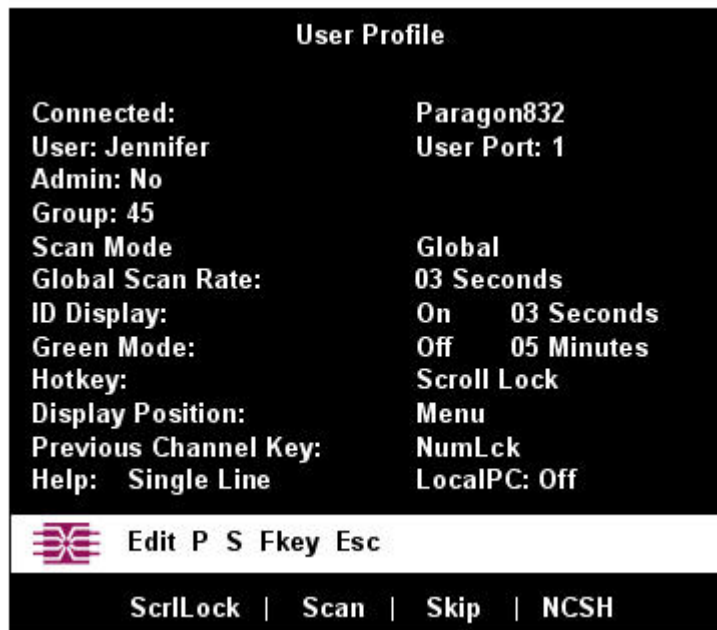 User Profile
Connected: Paragon832
User: Jennifer User Port: 1
Admin: No
Group: 45
Scan Mode Global
Global Scan Rate: 03 Seconds
ID Display: On 03 Seconds
Green Mode: Off 05 Minutes
Hotkey: Scroll Lock
Display Position: Menu
Previous Channel Key: NumLck
Help: Single Line LocalPC: Off
Edit P S Fkey Esc
ScrlLock | Scan | Skip | NCSH